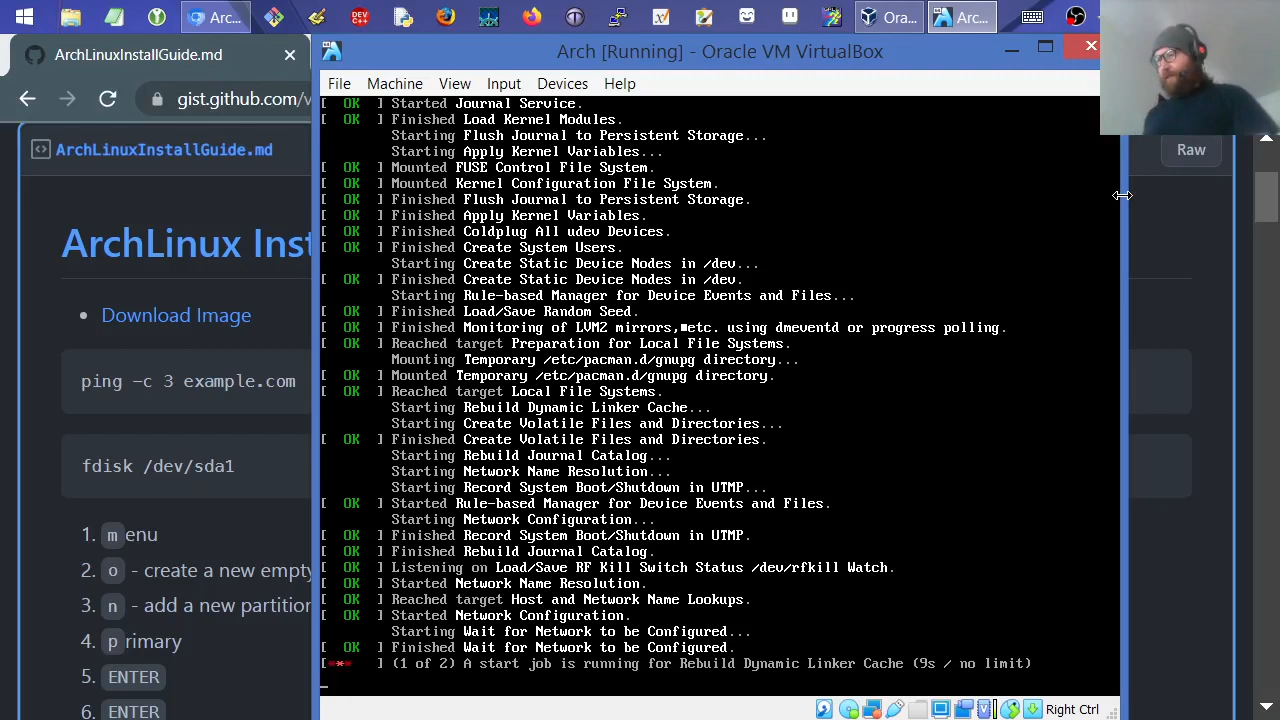 Arc...
Ora...
Arc...
ArchLinuxInstallGuide.md
gist.github.com/v
ArchLinuxInstallGuide.md
Raw
ArchLinux Inst
Download Image
ping -c 3 example.com
fdisk /dev/sda1
1. menu
2. o - create a new empty
3. n - add a new partition
4. primary
5. ENTER
6. ENTER
Arch [Running] - Oracle VM VirtualBox
File Machine View Input Devices Help
[ OK ] Started Journal Service.
[ OK ] Finished Load Kernel Modules.
Starting Flush Journal to Persistent Storage...
Starting Apply Kernel Variables...
[ OK ] Mounted FUSE Control File System.
[ OK ] Mounted Kernel Configuration File System.
[ OK ] Finished Flush Journal to Persistent Storage.
[ OK ] Finished Apply Kernel Variables.
[ OK ] Finished Coldplug All udev Devices.
[ OK ] Finished Create System Users.
Starting Create Static Device Nodes in /dev...
[ OK ] Finished Create Static Device Nodes in /dev.
Starting Rule-based Manager for Device Events and Files...
[ OK ] Finished Load/Save Random Seed.
[ OK ] Finished Monitoring of LVM2 mirrors,■etc. using dmeventd or progress polling.
[ OK ] Reached target Preparation for Local File Systems.
Mounting Temporary /etc/pacman.d/gnupg directory...
[ OK ] Mounted Temporary /etc/pacman.d/gnupg directory.
[ OK ] Reached target Local File Systems.
Starting Rebuild Dynamic Linker Cache...
Starting Create Volatile Files and Directories...
[ OK ] Finished Create Volatile Files and Directories.
Starting Rebuild Journal Catalog...
Starting Network Name Resolution...
Starting Record System Boot/Shutdown in UTMP...
[ OK ] Started Rule-based Manager for Device Events and Files.
Starting Network Configuration...
[ OK ] Finished Record System Boot/Shutdown in UTMP.
[ OK ] Finished Rebuild Journal Catalog.
[ OK ] Listening on Load/Save RF Kill Switch Status /dev/rfkill Watch.
[ OK ] Started Network Name Resolution.
[ OK ] Reached target Host and Network Name Lookups.
[ OK ] Started Network Configuration.
Starting Wait for Network to be Configured...
[ OK ] Finished Wait for Network to be Configured.
[ *** ] (1 of 2) A start job is running for Rebuild Dynamic Linker Cache (9s / no limit)
Right Ctrl